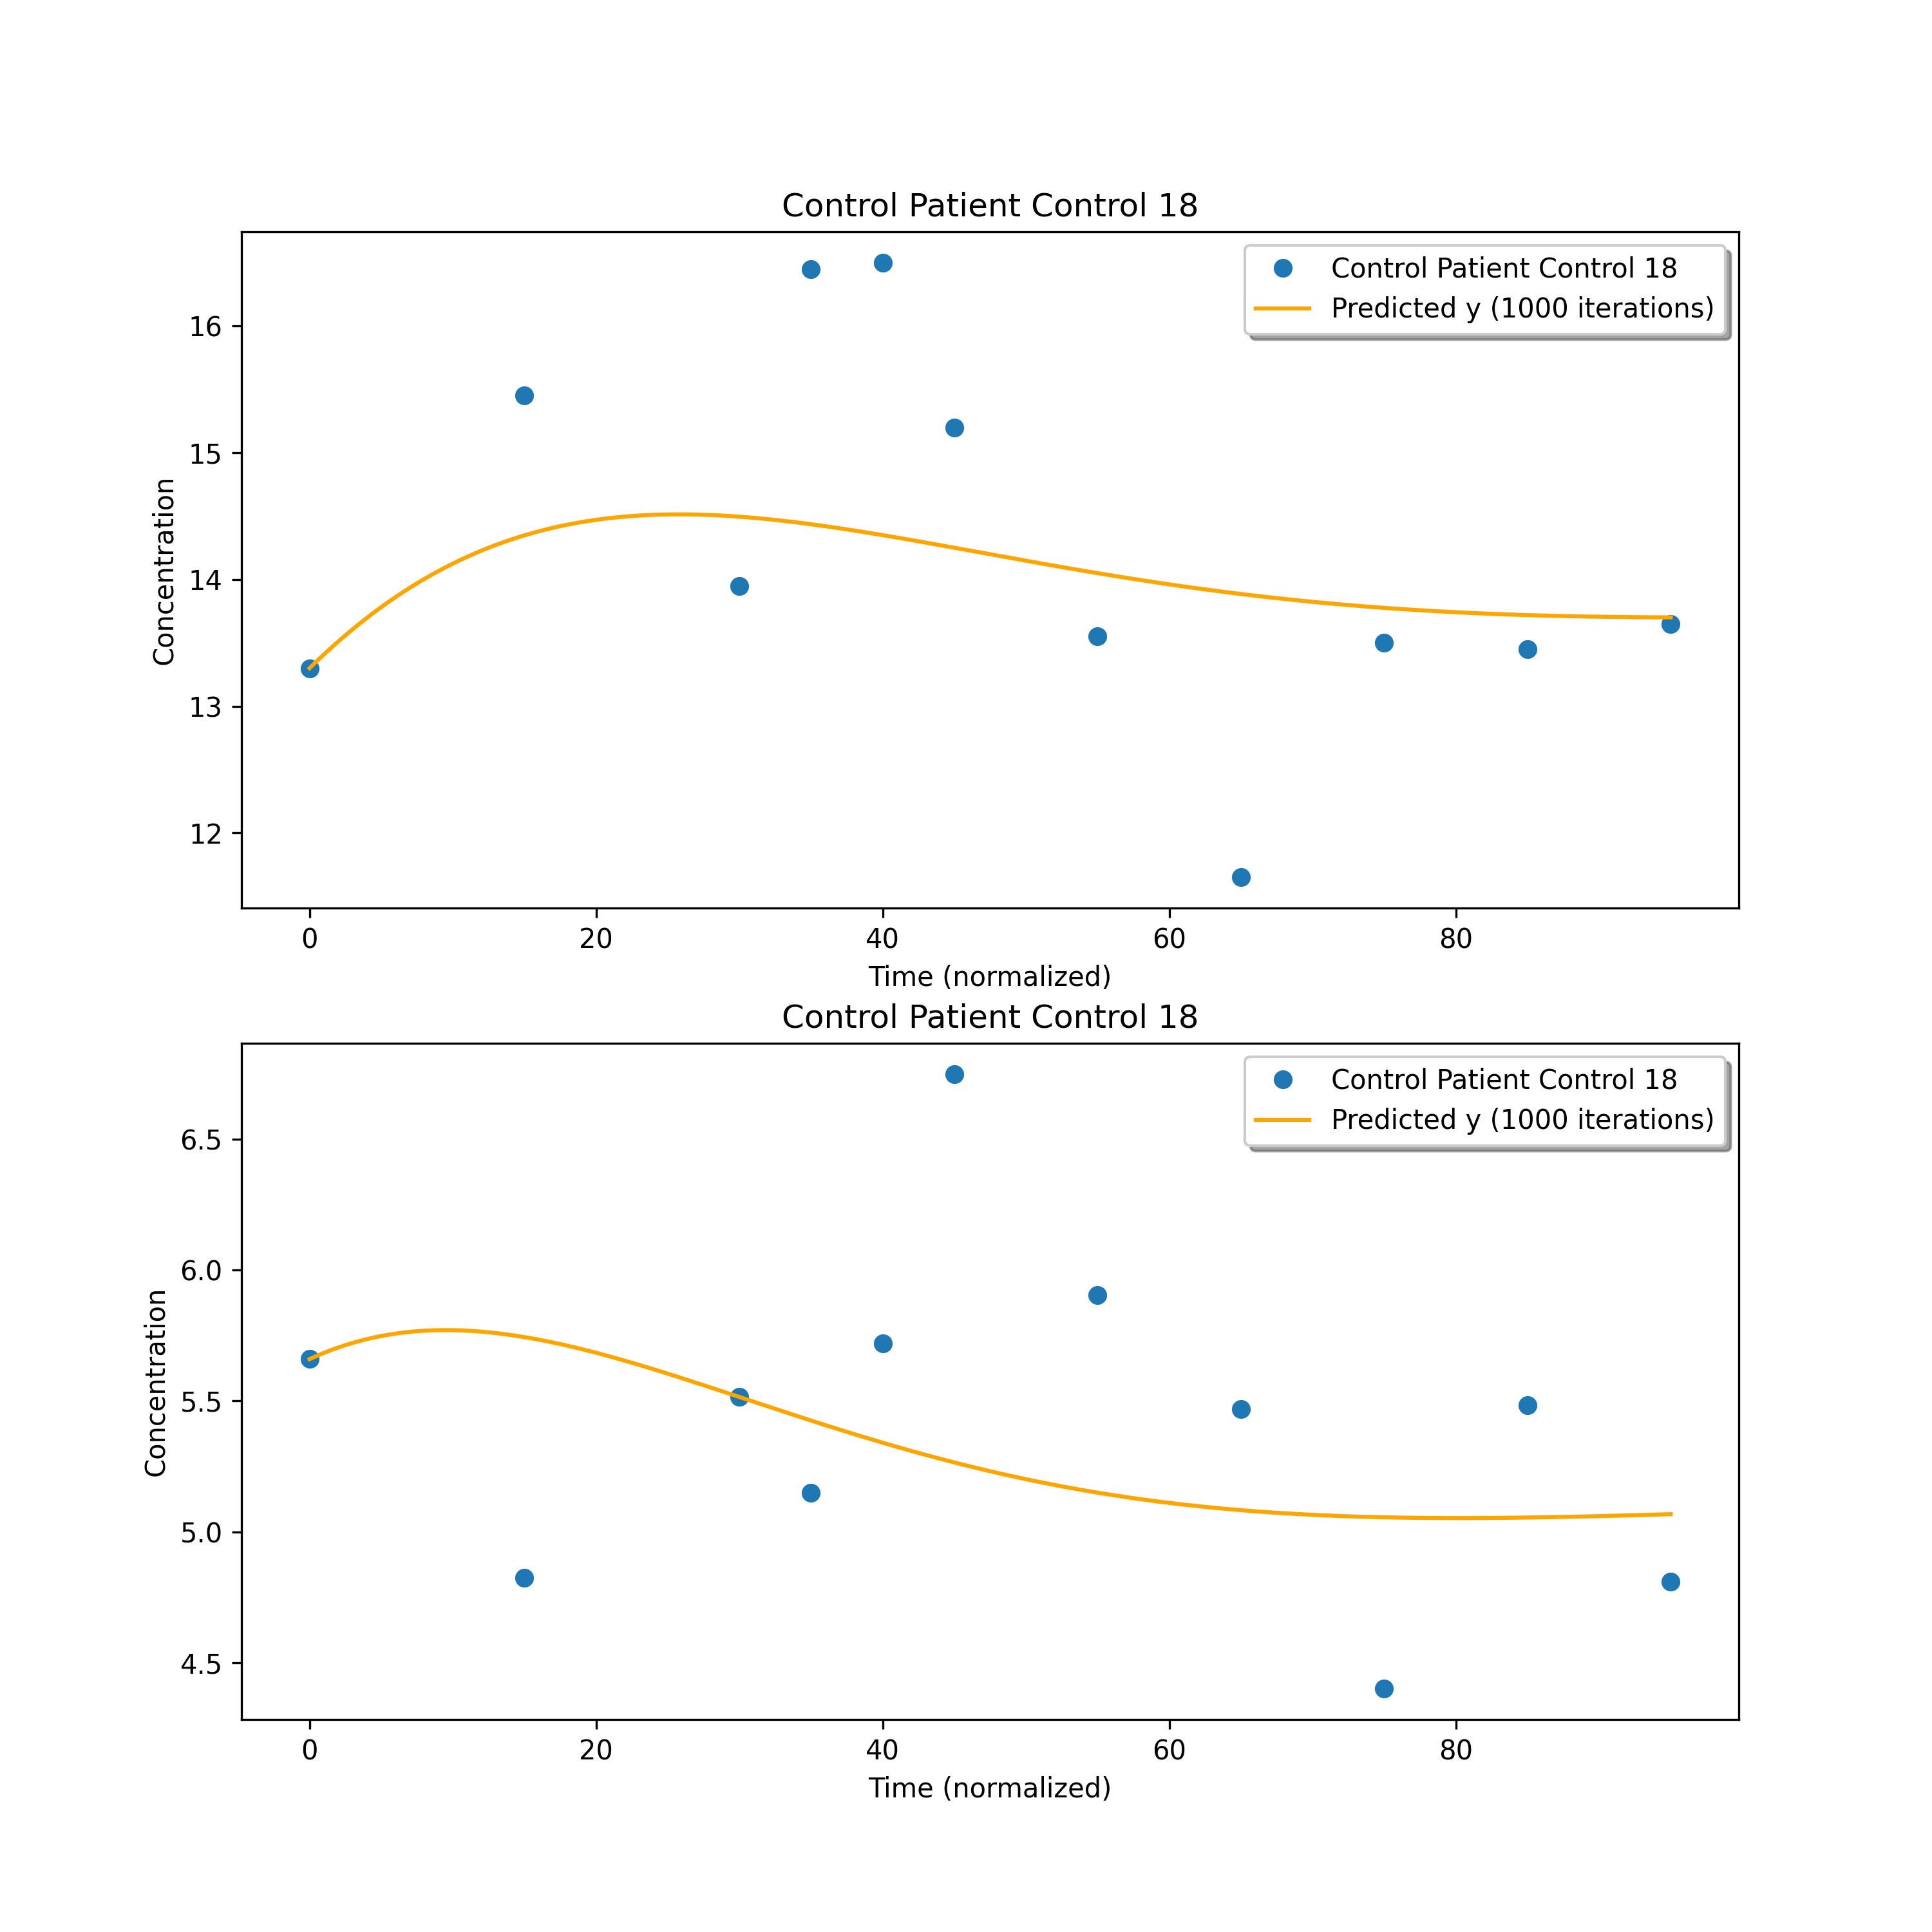 Control Patient Control 18
Control Patient Control 18
Predicted y (1000 iterations)
16
15
14
13
12
Concentration
0 20 40 60 80
Time (normalized)
Control Patient Control 18
Control Patient Control 18
Predicted y (1000 iterations)
6.5
6.0
5.5
5.0
4.5
Concentration
0 20 40 60 80
Time (normalized)